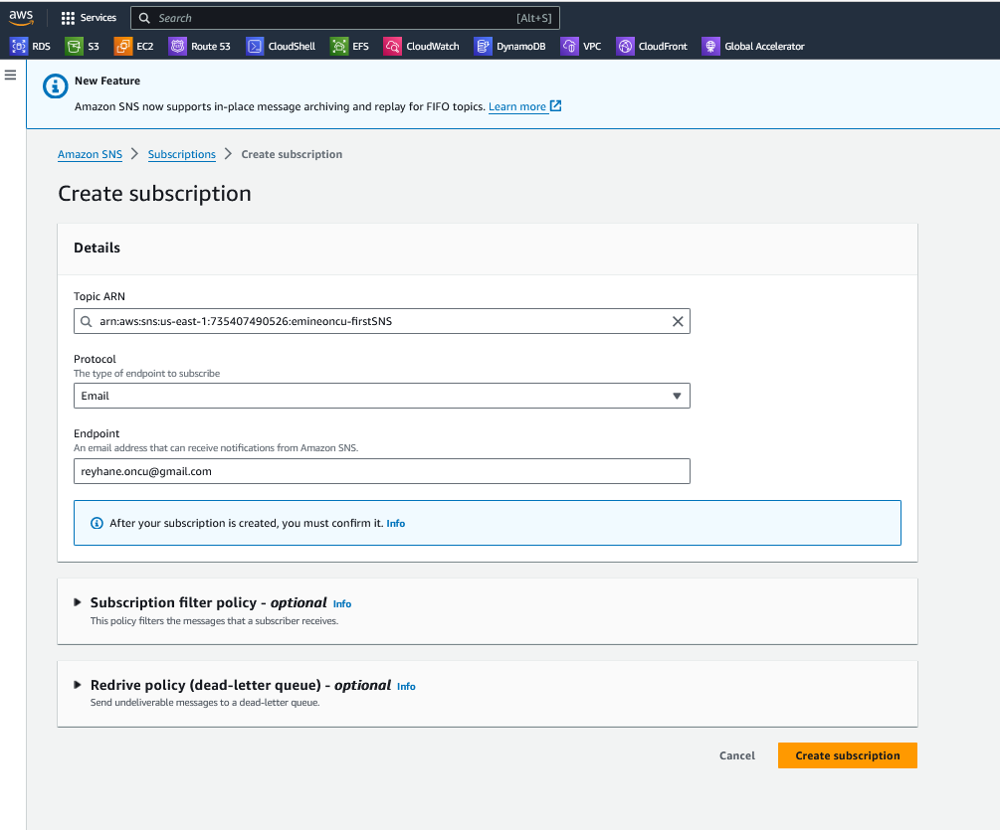 aws
Services
Search
[Alt+S]
RDS S3 EC2 Route 53 CloudShell EFS CloudWatch DynamoDB VPC CloudFront Global Accelerator
New Feature
Amazon SNS now supports in-place message archiving and replay for FIFO topics. Learn more
Amazon SNS > Subscriptions > Create subscription
Create subscription
Details
Topic ARN
arn:aws:sns:us-east-1:735407490526:emineoncu-firstSNS
Protocol
The type of endpoint to subscribe
Email
Endpoint
An email address that can receive notifications from Amazon SNS.
reyhane.oncu@gmail.com
After your subscription is created, you must confirm it. Info
Subscription filter policy - optional Info
This policy filters the messages that a subscriber receives.
Redrive policy (dead-letter queue) - optional Info
Send undeliverable messages to a dead-letter queue.
Cancel
Create subscription